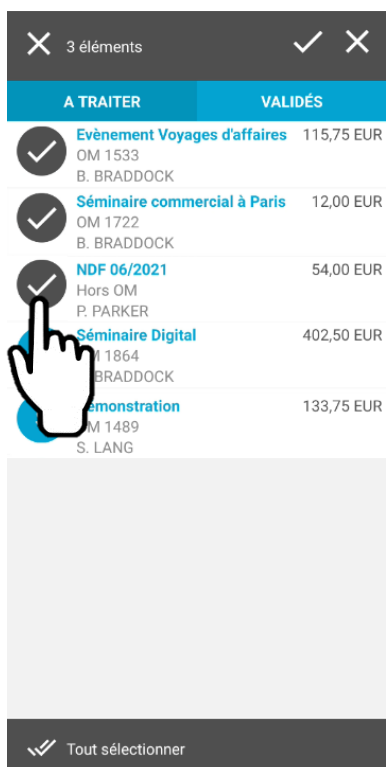 3 éléments
A TRAITER VALIDÉS
Evènement Voyages d'affaires 115,75 EUR
OM 1533
B. BRADDOCK
Séminaire commercial à Paris 12,00 EUR
OM 1722
B. BRADDOCK
NDF 06/2021 54,00 EUR
Hors OM
P. PARKER
Séminaire Digital 402,50 EUR
1864
BRADDOCK
133,75 EUR
1489
S. LANG
Tout sélectionner